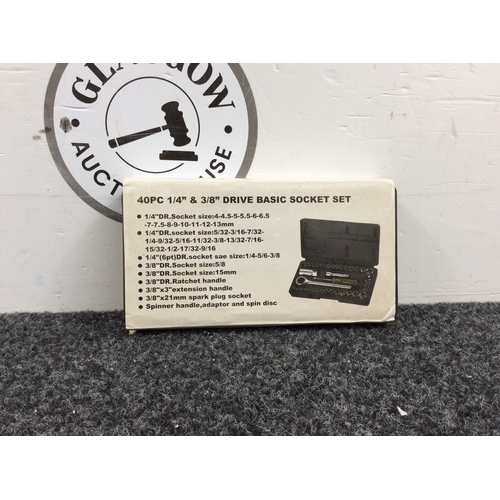 GLASGOW
AUCTION HOUSE
40PC 1/4" & 3/8" DRIVE BASIC SOCKET SET
• 1/4"DR.Socket size:4-4.5-5-5.5-6-6.5
-7-7.5-8-9-10-11-12-13mm
• 1/4"DR.socket size:5/32-3/16-7/32-
1/4-9/32-5/16-11/32-3/8-13/32-7/16-
15/32-1/2-17/32-9/16
• 1/4"(6pt)DR.socket sae size:1/4-5/6-3/8
• 3/8"DR.Socket size:5/8
• 3/8"DR.Socket size:15mm
• 3/8"DR.Ratchet handle
• 3/8"x3"extension handle
• 3/8"x21mm spark plug socket
• Spinner handle,adaptor and spin disc